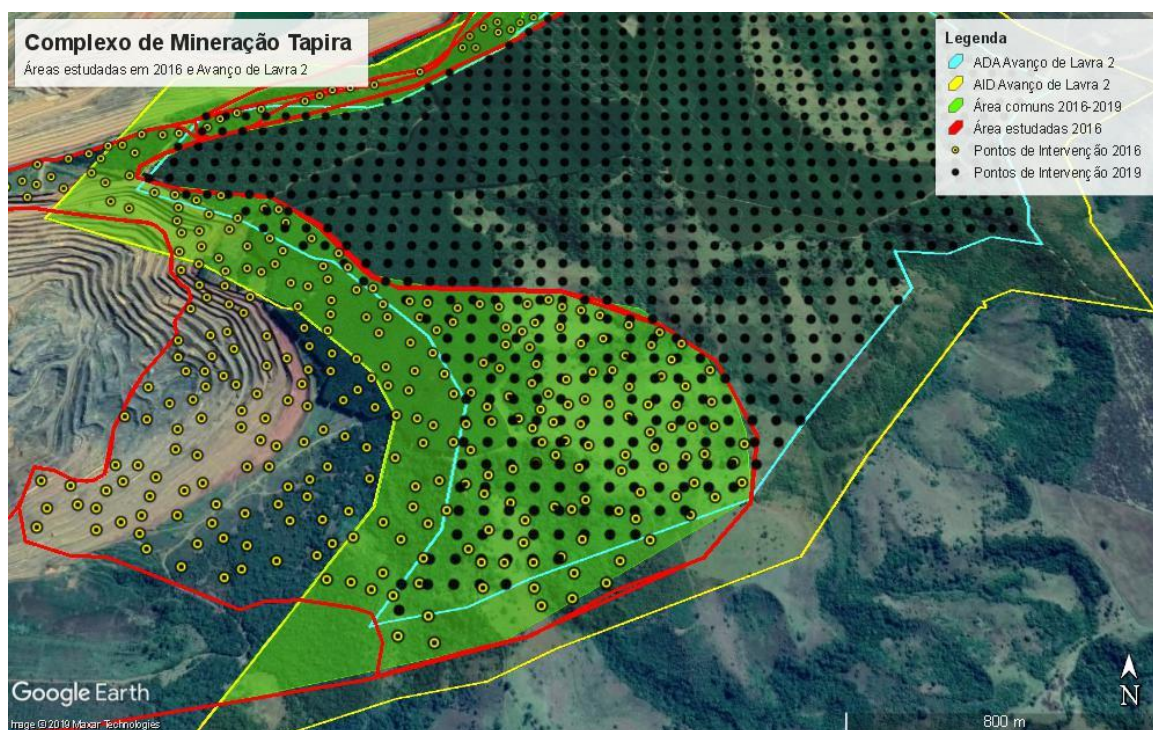 Complexo de Mineração Tapira
Áreas estudadas em 2016 e Avanço de Lavra 2
Legenda
ADA Avanço de Lavra 2
AID Avanço de Lavra 2
Área comuns 2016-2019
Área estudadas 2016
Pontos de Intervenção 2016
Pontos de Intervenção 2019
Google Earth
Image © 2019 Maxar Technologies
N
800 m